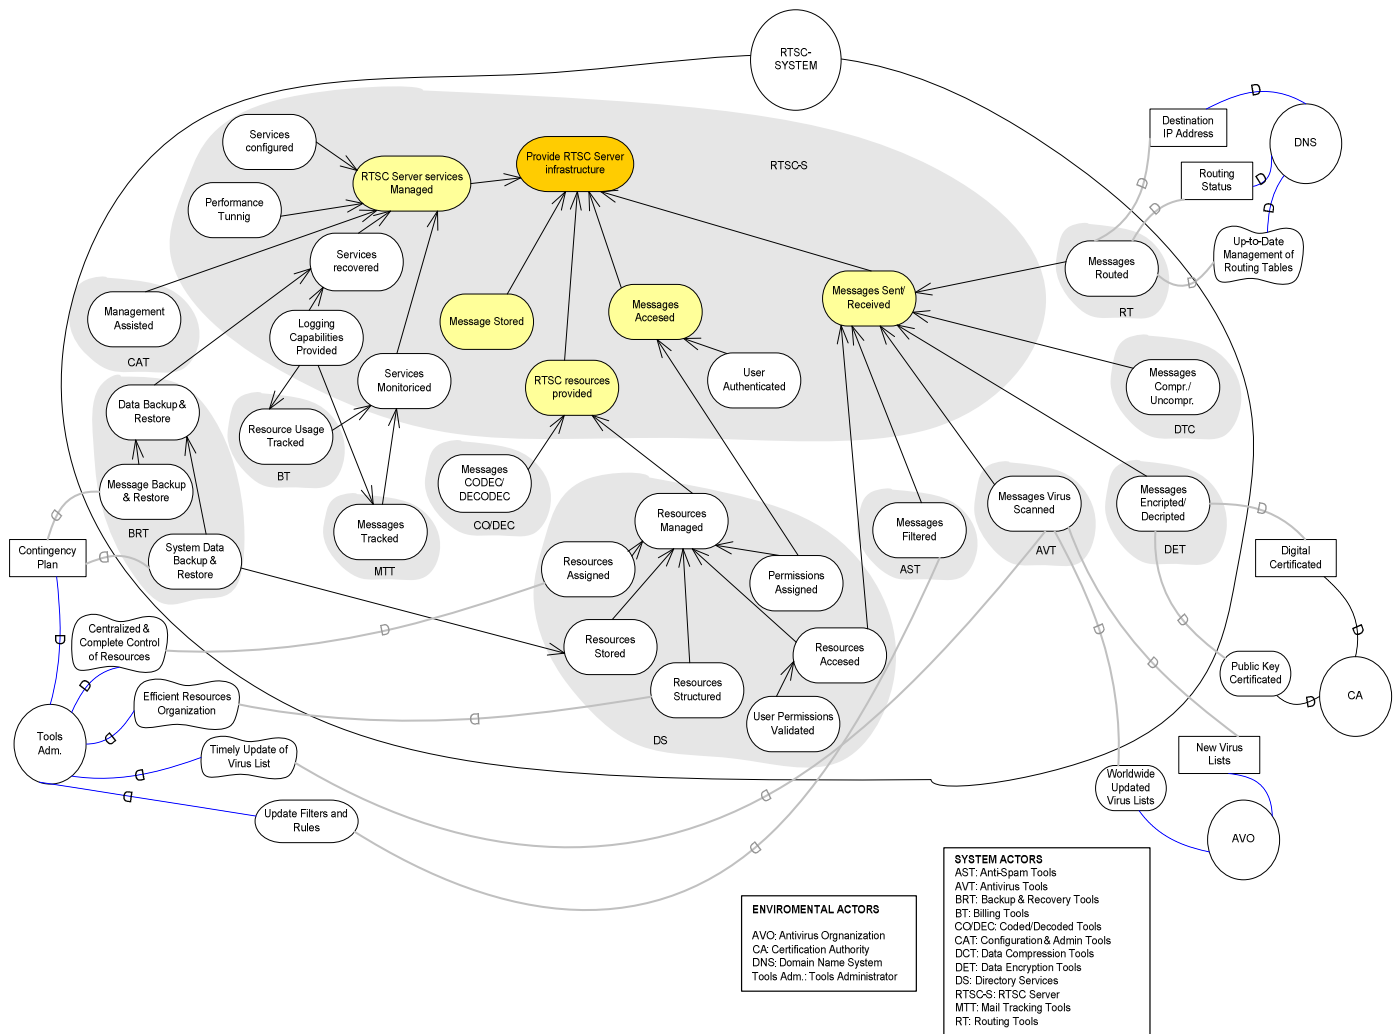 RTSC-
SYSTEM
Services
configured
Provide RTSC Server
infrastructure
RTSC-S
RTSC Server services
Managed
Performance
Tunnig
Services
recovered
Management
Assisted
CAT
Logging
Capabilities
Provided
Message Stored
Messages
Accesed
Messages Sent/
Received
Services
Monitoriced
RTSC resources
provided
User
Authenticated
Data Backup &
Restore
Resource Usage
Tracked
BT
Message Backup
& Restore
BRT
System Data
Backup &
Restore
Messages
Tracked
MTT
Messages
CODEC/
DECODEC
CO/DEC
Resources
Managed
Resources
Assigned
Permissions
Assigned
Resources
Stored
Resources
Accesed
Resources
Structured
User Permissions
Validated
DS
Messages
Filtered
AST
Messages Virus
Scanned
AVT
Messages
Encripted/
Decripted
DET
Messages
Compr./
Uncompr.
DTC
Messages
Routed
RT
Destination
IP Address
D
DNS
Routing
Status
D
D
Up-to-Date
Management of
Routing Tables
D
D
D
Contingency
Plan
D
D
D
Centralized &
Complete Control
of Resources
D
D
Efficient Resources
Organization
D
D
Tools
Adm.
Timely Update of
Virus List
D
D
Update Filters and
Rules
D
D
Digital
Certificated
D
D
Public Key
Certificated
D
D
CA
New Virus
Lists
D
Worldwide
Updated
Virus Lists
D
AVO
ENVIROMENTAL ACTORS
AVO: Antivirus Orgnanization
CA: Certification Authority
DNS: Domain Name System
Tools Adm.: Tools Administrator
SYSTEM ACTORS
AST: Anti-Spam Tools
AVT: Antivirus Tools
BRT: Backup & Recovery Tools
BT: Billing Tools
CO/DEC: Coded/Decoded Tools
CAT: Configuration & Admin Tools
DCT: Data Compression Tools
DET: Data Encryption Tools
DS: Directory Services
RTSC-S: RTSC Server
MTT: Mail Tracking Tools
RT: Routing Tools